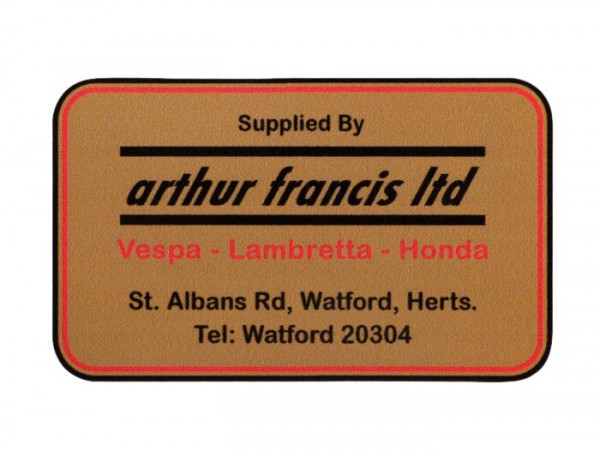 Supplied By
arthur francis ltd
Vespa - Lambretta - Honda
St. Albans Rd, Watford, Herts.
Tel: Watford 20304